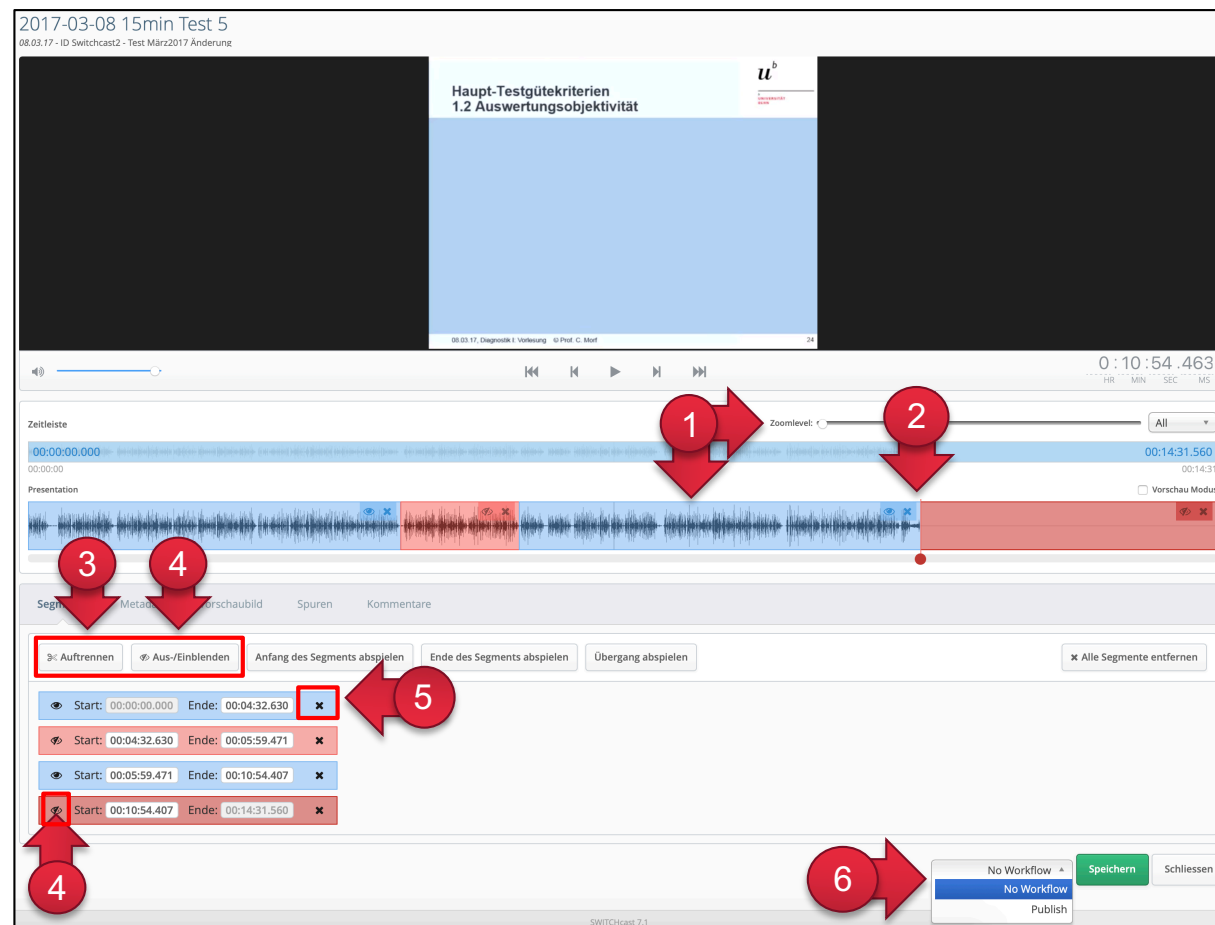 2017-03-08 15min Test 5
08.03.17 - ID Switchcast2 - Test März2017 Änderung
u b
Haupt-Testgütekriterien
1.2 Auswertungsobjektivität
08.03.17, Diagnostik I: Vorlesung © Prof. C. Morf 24
0 : 10 : 54 . 463
HR MIN SEC MS
1
2
Zeitleiste Zoomlevel: All
00:00:00.000 00:14:31.560
00:00:00 00:14:31
Presentation Vorschau Modus
3
4
Segm Metada orschaubild Spuren Kommentare
Auftrennen Aus-/Einblenden Anfang des Segments abspielen Ende des Segments abspielen Übergang abspielen Alle Segmente entfernen
5
Start: 00:00:00.000 Ende: 00:04:32.630
Start: 00:04:32.630 Ende: 00:05:59.471
Start: 00:05:59.471 Ende: 00:10:54.407
Start: 00:10:54.407 Ende: 00:14:31.560
4
6
No Workflow Speichern Schliessen
No Workflow
Publish
SWITCHcast 7.1